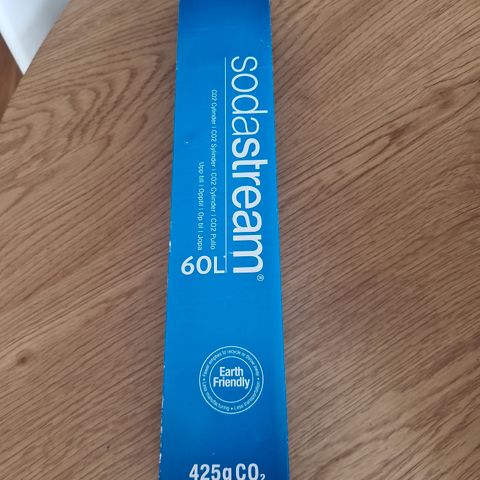 sodastream®
CO2 Cylinder | CO2 Sylinder | CO2 Cylinder | CO2 Pullo
Upp till | Opptil | Op til | Jopa
60L
Earth
Friendly
425g CO₂